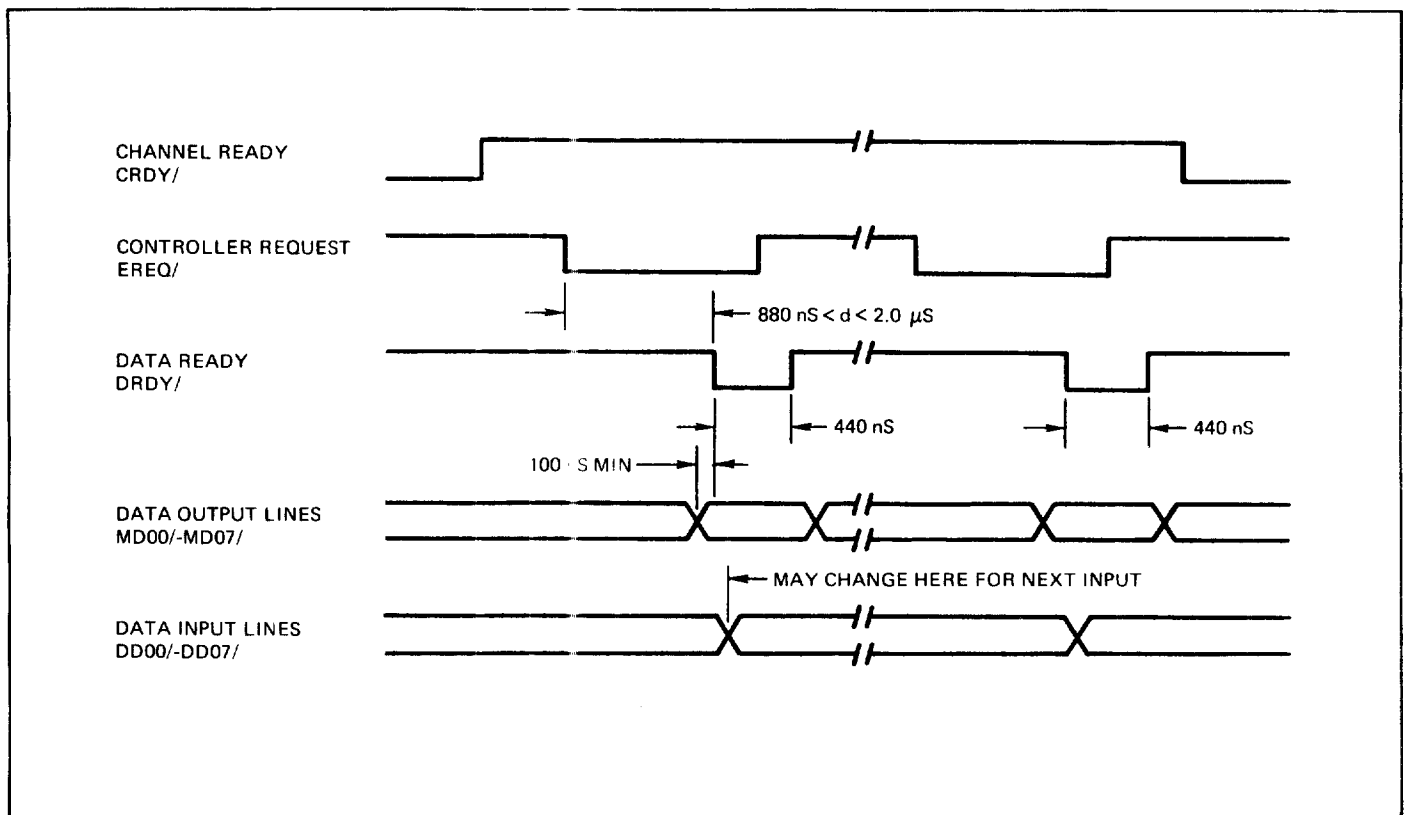 CHANNEL READY
CRDY/
CONTROLLER REQUEST
EREQ/
880 nS < d < 2.0 μS
DATA READY
DRDY/
440 nS
440 nS
100 S MIN
DATA OUTPUT LINES
MD00/-MD07/
MAY CHANGE HERE FOR NEXT INPUT
DATA INPUT LINES
DD00/-DD07/